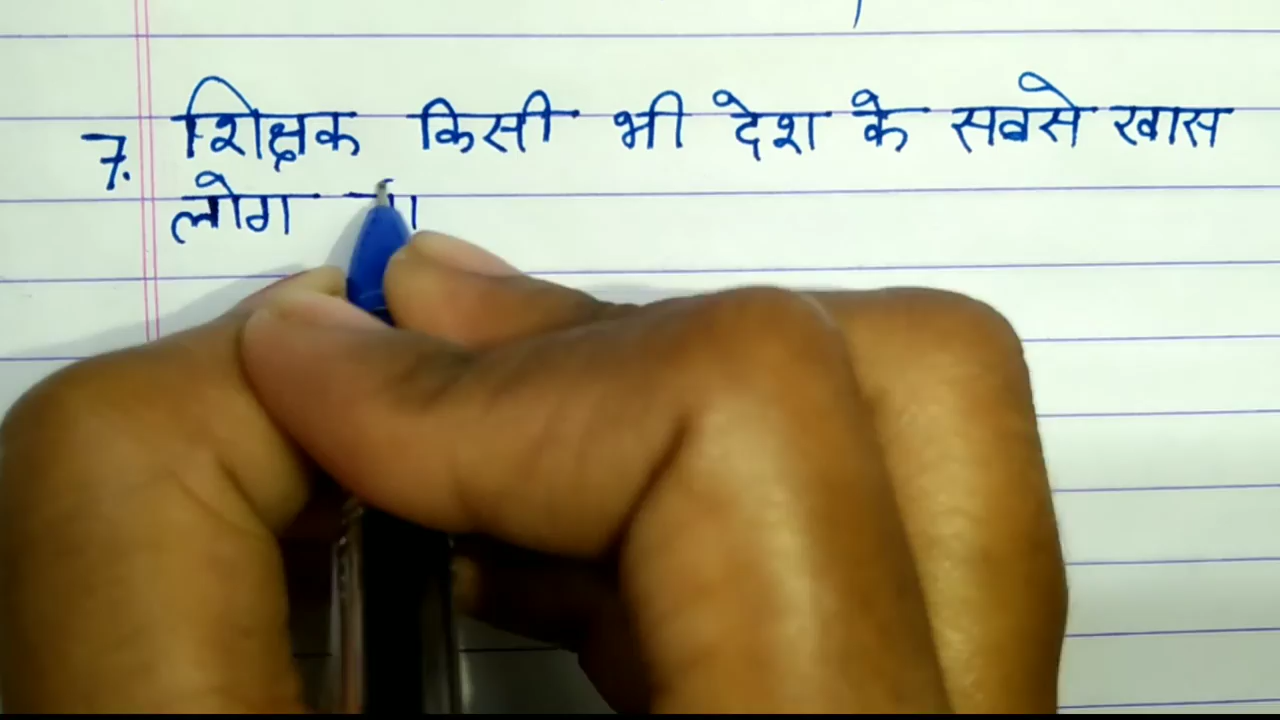 7. शिक्षक किसी भी देश के सबसे खास
लोग